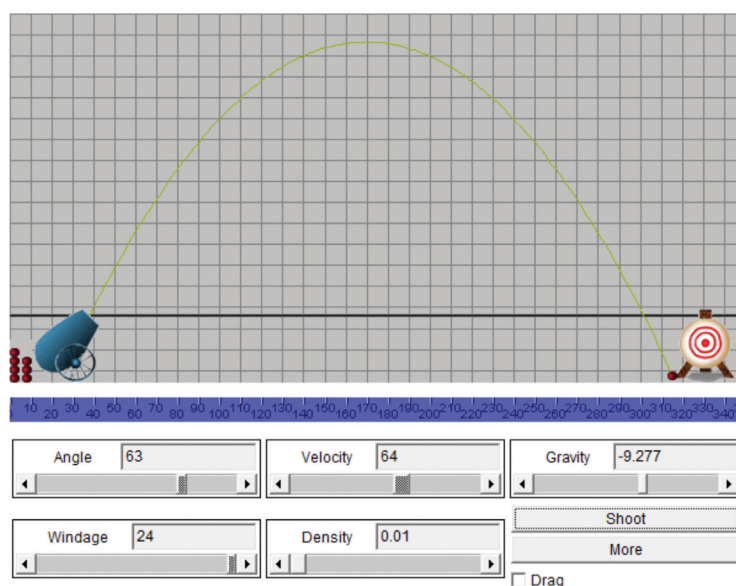 10 30 50 70 90 110 130 150 170 190 210 230 250 270 290 310 330
20 40 60 80 100 120 140 160 180 200 220 240 260 280 300 320 340
Angle 63 Velocity 64 Gravity -9.277
Shoot
Windage 24 Density 0.01
More
Drag